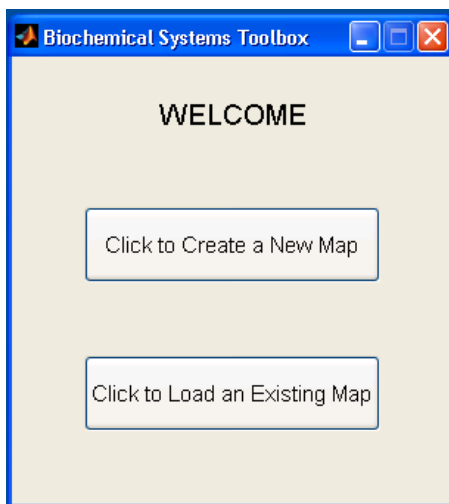 Biochemical Systems Toolbox
WELCOME
Click to Create a New Map
Click to Load an Existing Map